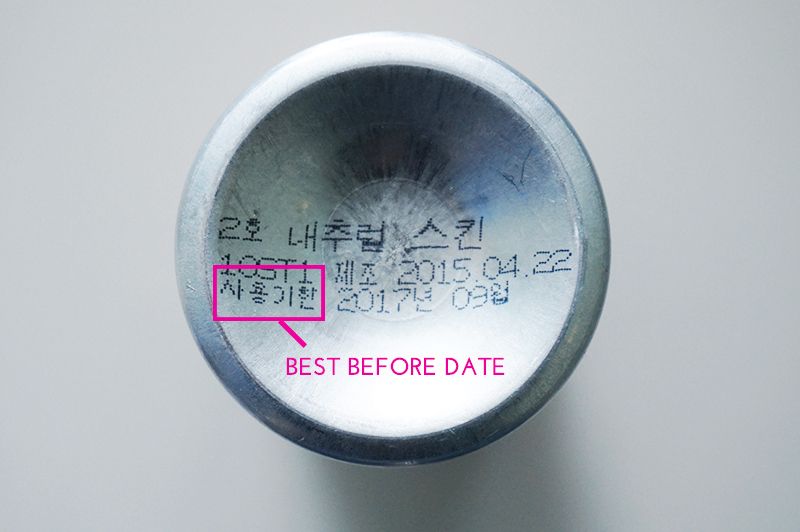 2호 내추럴 스킨
10ST1 제조 2015.04.22
사용기한 2017년 09월
BEST BEFORE DATE